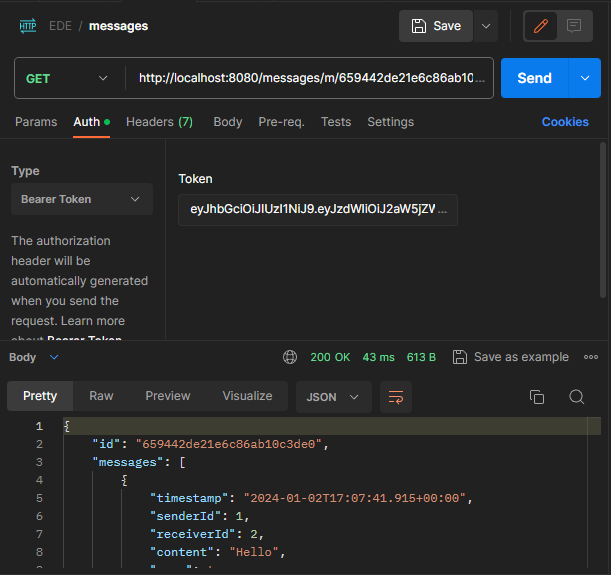 HTTP EDE / messages Save
GET http://localhost:8080/messages/m/659442de21e6c86ab10... Send
Params Auth Headers (7) Body Pre-req. Tests Settings Cookies
Type
Bearer Token
The authorization
header will be
automatically generated
when you send the
request. Learn more
about Bearer Token
Token
eyJhbGciOiJIUzI1NiJ9.eyJzdWIiOiJ2aW5jZW...
Body 200 OK 43 ms 613 B Save as example
Pretty Raw Preview Visualize JSON
1 {
2 "id": "659442de21e6c86ab10c3de0",
3 "messages": [
4 {
5 "timestamp": "2024-01-02T17:07:41.915+00:00",
6 "senderId": 1,
7 "receiverId": 2,
8 "content": "Hello",